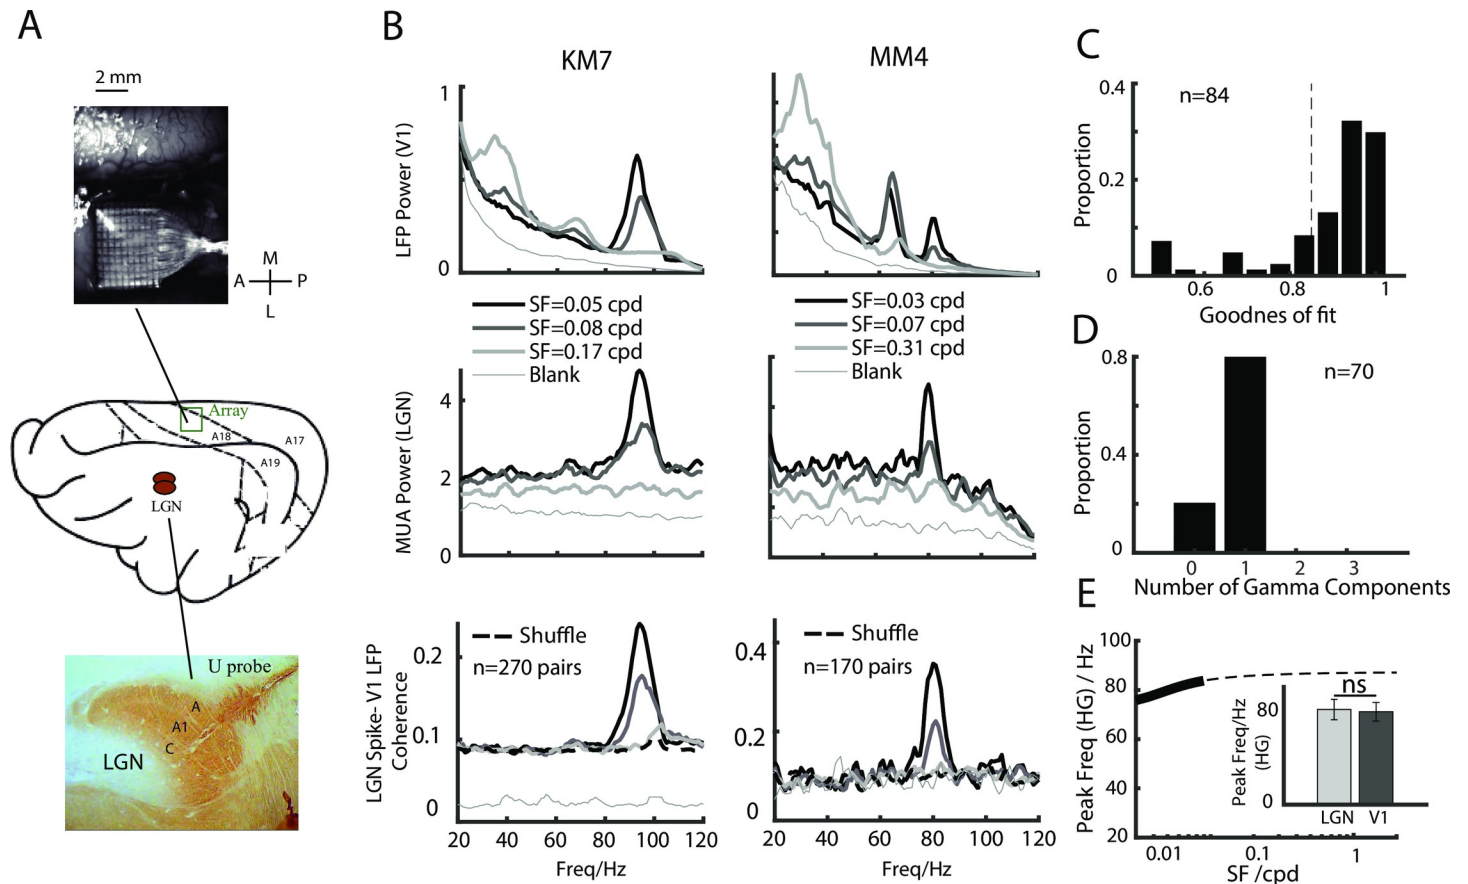 A
2 mm
M
A P
L
Array
A18
A17
A19
LGN
U probe
A
A1
C
LGN
B
KM7
MM4
LFP Power (V1)
1
0
SF=0.05 cpd
SF=0.08 cpd
SF=0.17 cpd
Blank
SF=0.03 cpd
SF=0.07 cpd
SF=0.31 cpd
Blank
MUA Power (LGN)
4
2
0
LGN Spike- V1 LFP
Coherence
0.2
0.1
0
Shuffle
n=270 pairs
20 40 60 80 100 120
Freq/Hz
0.4
0.2
0
Shuffle
n=170 pairs
20 40 60 80 100 120
Freq/Hz
C
Proportion
0.4
0.2
0
n=84
0.6 0.8 1
Goodnes of fit
D
Proportion
0.8
0.4
0
n=70
0 1 2 3
Number of Gamma Components
E
Peak Freq (HG) / Hz
100
80
60
40
20
0.01 0.1 1
SF /cpd
Peak Freq/Hz
(HG)
80
0
ns
LGN V1